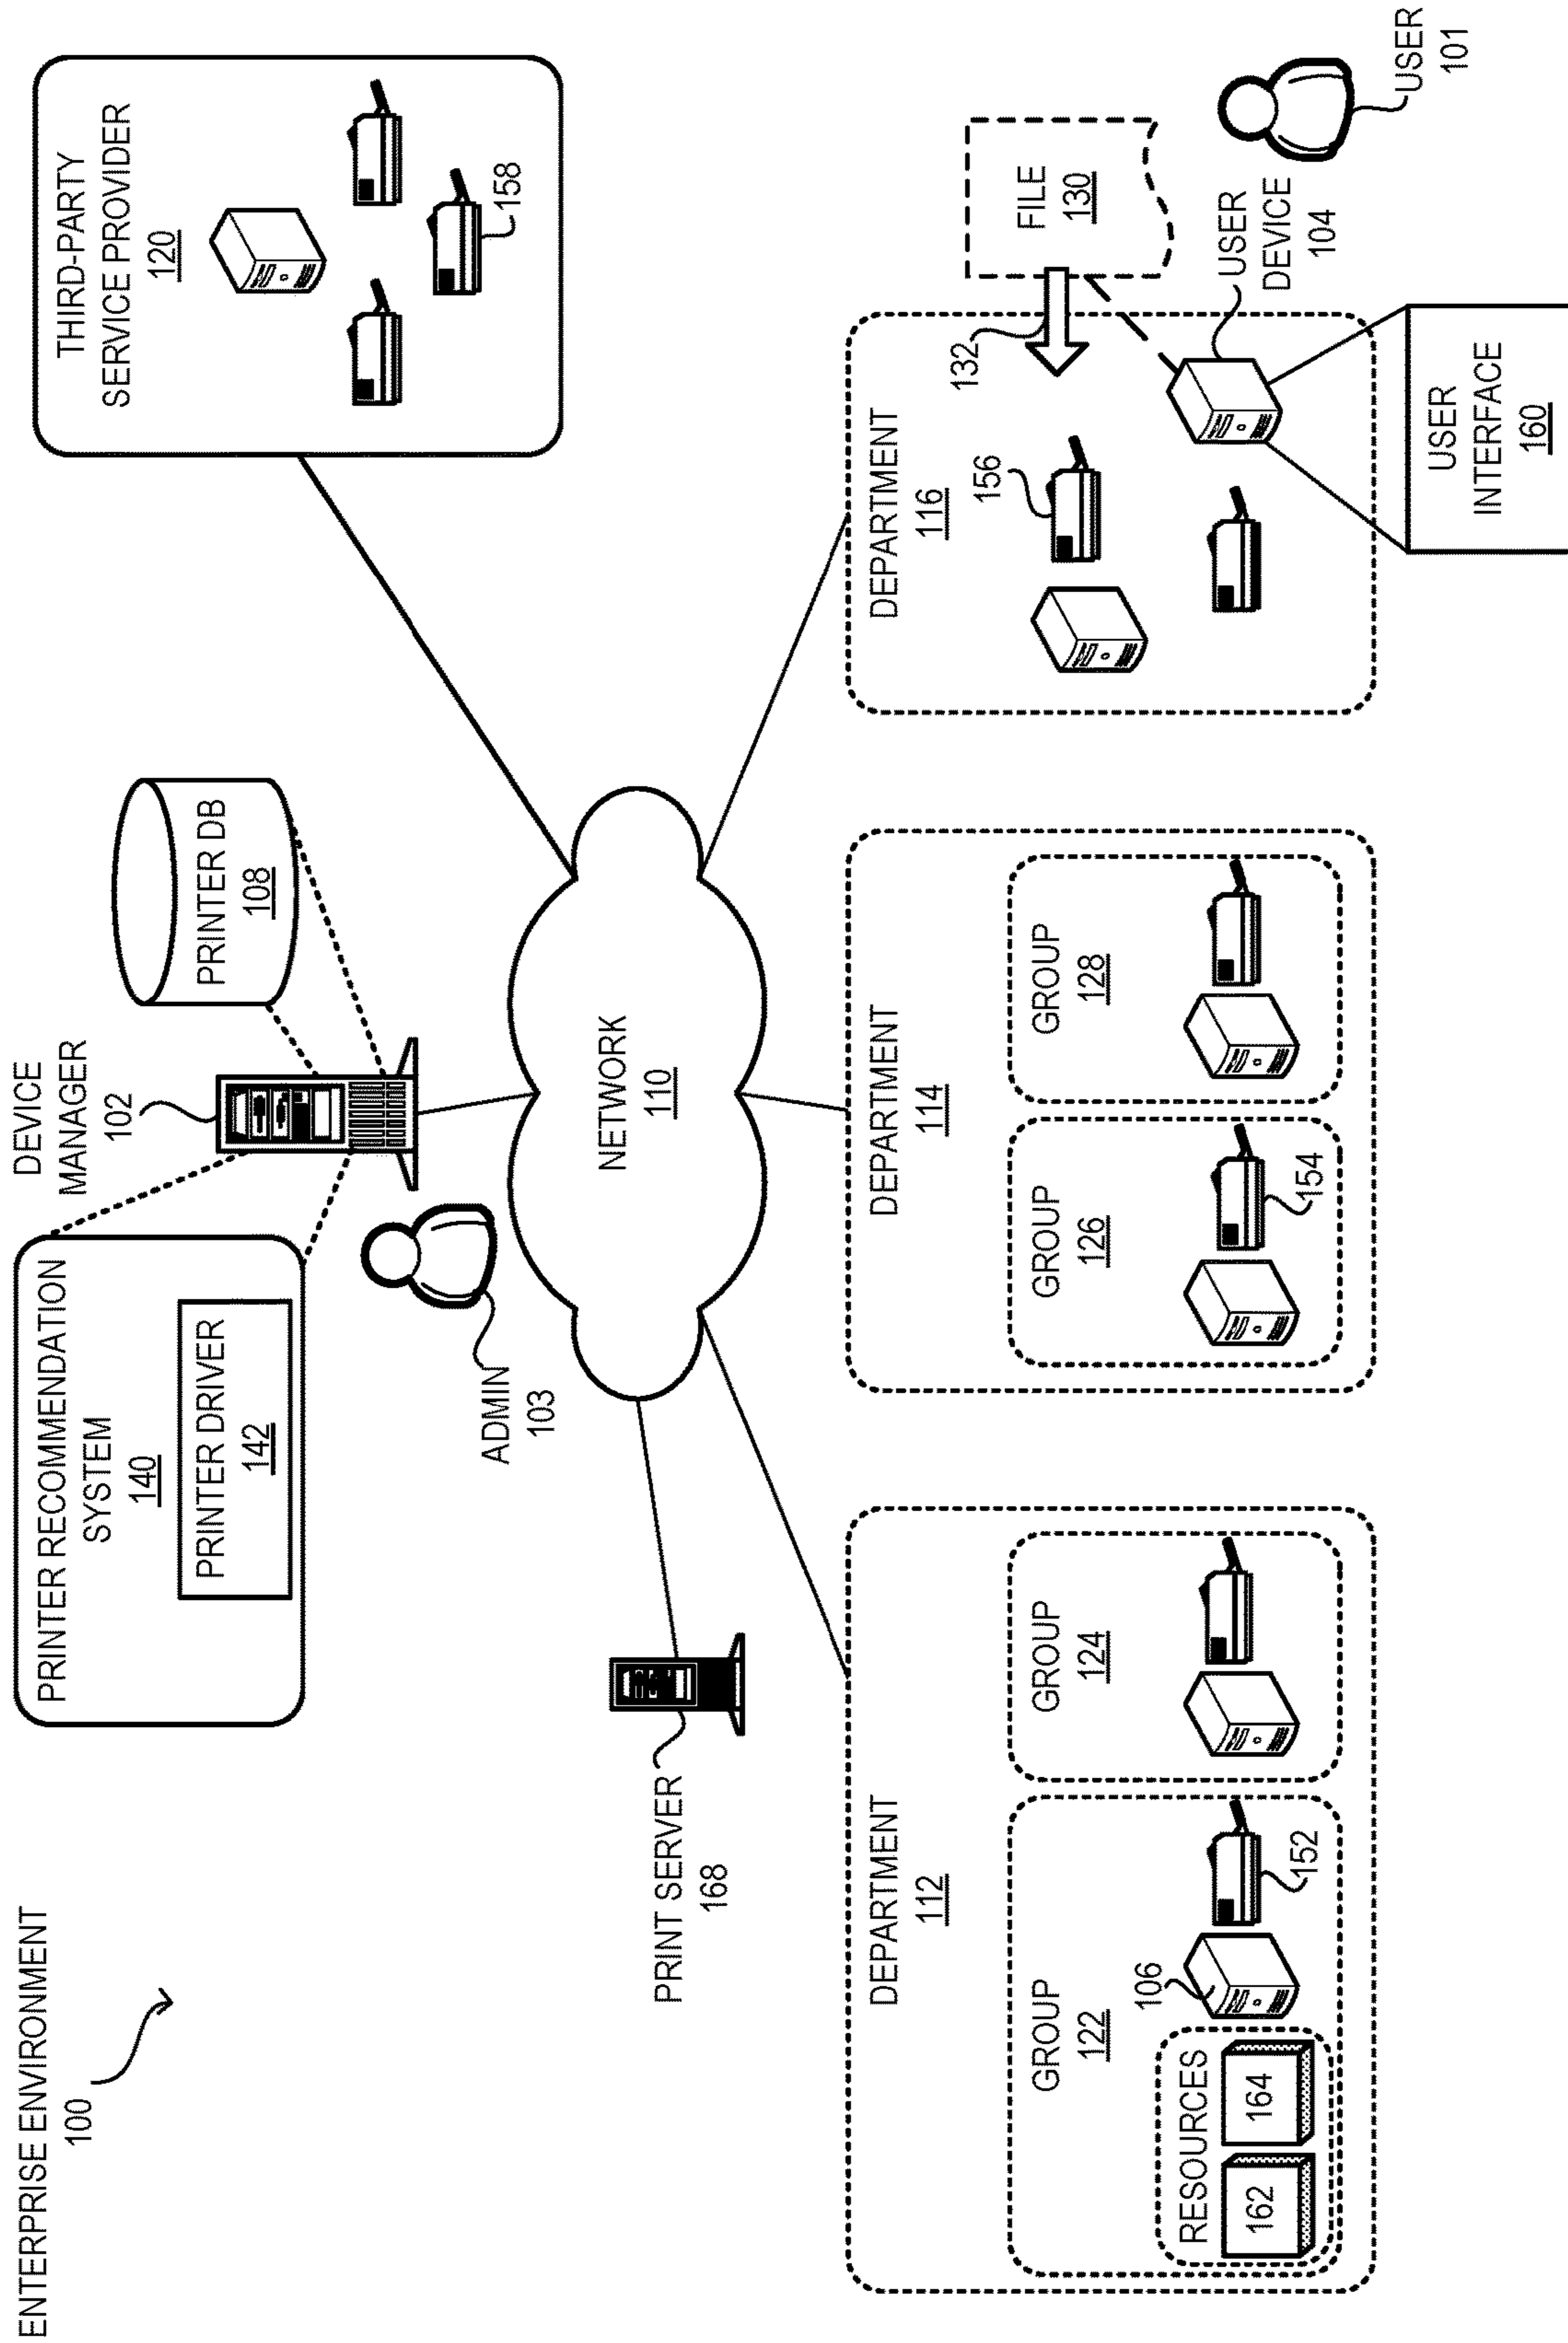 ENTERPRISE ENVIRONMENT
100
PRINTER RECOMMENDATION
SYSTEM
140
PRINTER DRIVER
142
DEVICE
MANAGER
102
PRINTER DB
108
THIRD-PARTY
SERVICE PROVIDER
120
158
ADMIN
103
PRINT SERVER
168
NETWORK
110
DEPARTMENT
112
GROUP
122
106
152
RESOURCES
162
164
GROUP
124
DEPARTMENT
114
GROUP
126
154
GROUP
128
DEPARTMENT
116
156
132
FILE
130
USER
DEVICE
104
USER
101
USER
INTERFACE
160